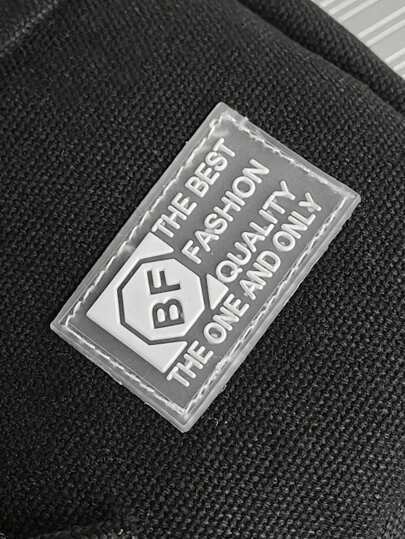 THE BEST
FASHION
QUALITY
THE ONE AND ONLY
BF